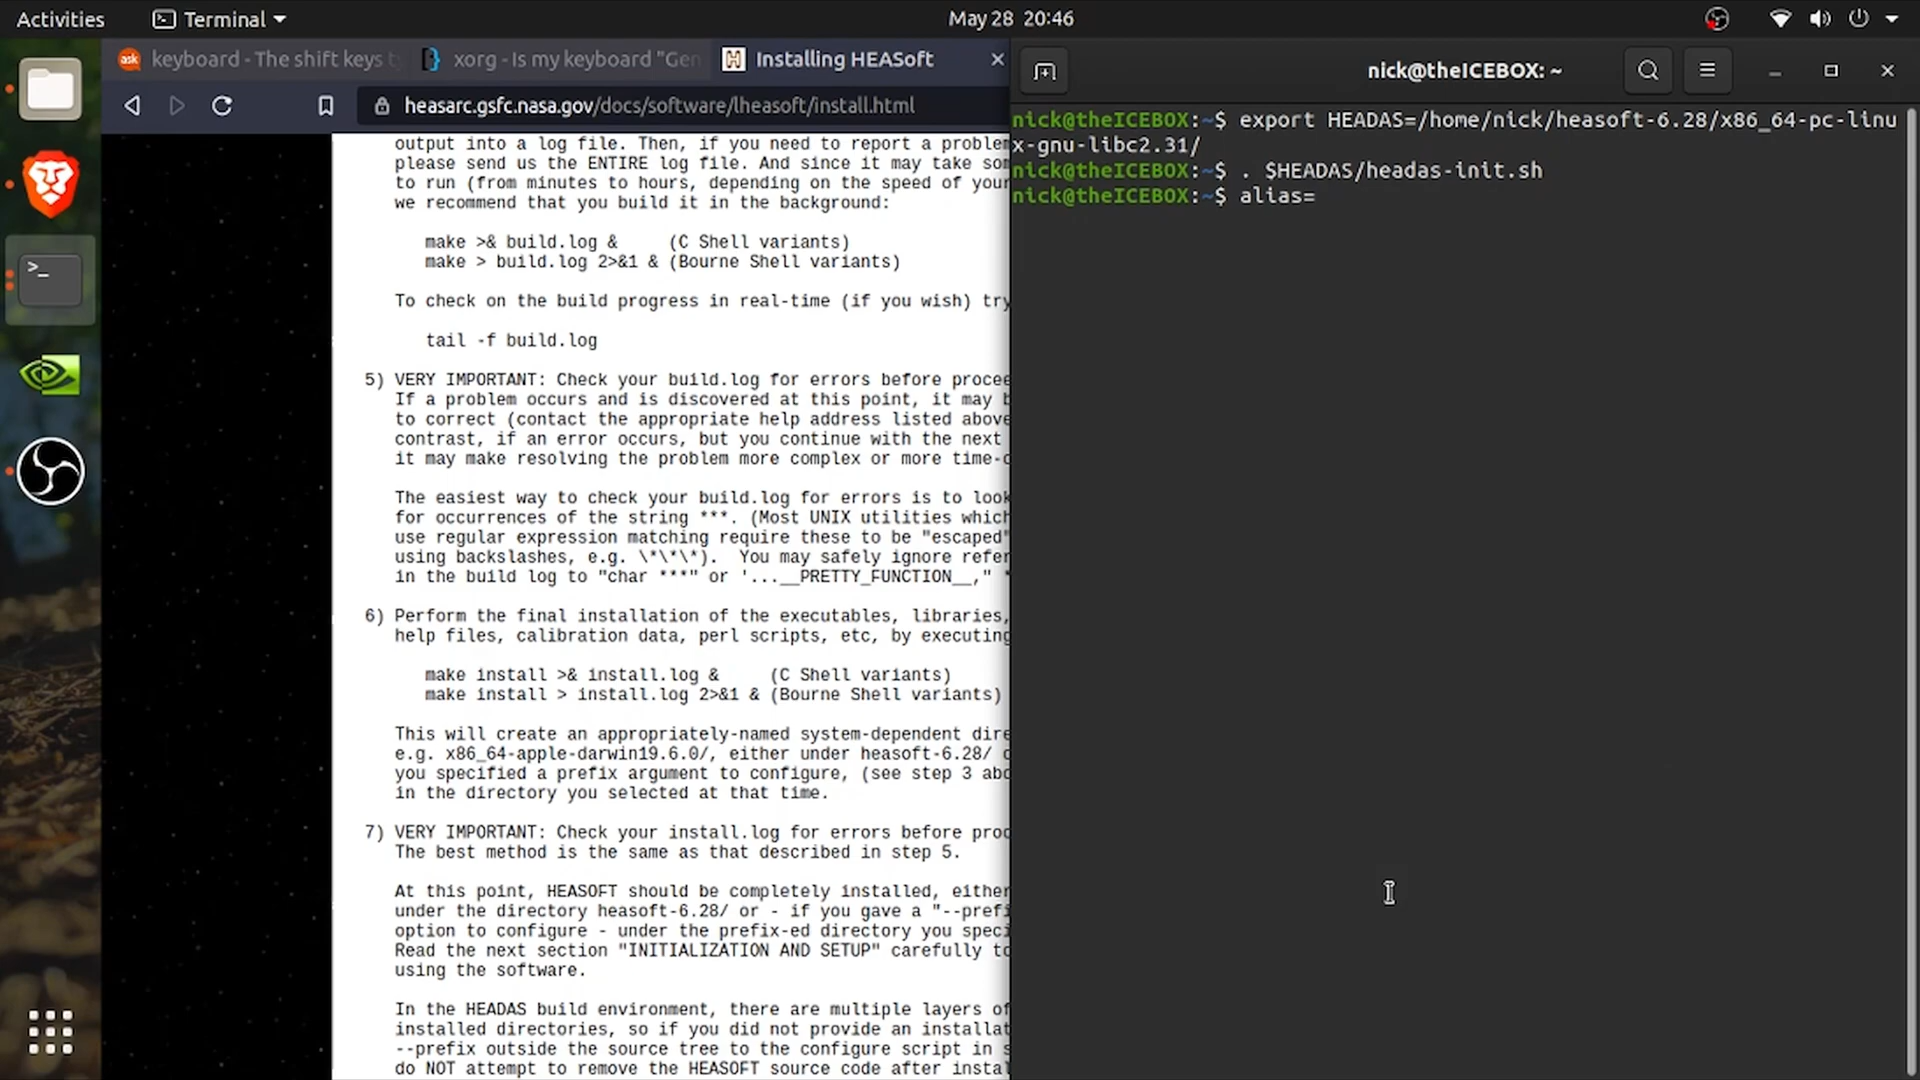 Activities
Terminal
May 28 20:46
keyboard - The shift keys t
xorg - Is my keyboard "Gen
Installing HEASoft
heasarc.gsfc.nasa.gov/docs/software/lheasoft/install.html
output into a log file. Then, if you need to report a problem
please send us the ENTIRE log file. And since it may take som
to run (from minutes to hours, depending on the speed of your
we recommend that you build it in the background:
make >& build.log & (C Shell variants)
make > build.log 2>&1 & (Bourne Shell variants)
To check on the build progress in real-time (if you wish) try
tail -f build.log
5) VERY IMPORTANT: Check your build.log for errors before procee
If a problem occurs and is discovered at this point, it may b
to correct (contact the appropriate help address listed above
contrast, if an error occurs, but you continue with the next
it may make resolving the problem more complex or more time-c
The easiest way to check your build.log for errors is to look
for occurrences of the string ***. (Most UNIX utilities which
use regular expression matching require these to be "escaped"
using backslashes, e.g. \*\*\*). You may safely ignore refer
in the build log to "char ***" or '...__PRETTY_FUNCTION__," *
6) Perform the final installation of the executables, libraries,
help files, calibration data, perl scripts, etc, by executing
make install >& install.log & (C Shell variants)
make install > install.log 2>&1 & (Bourne Shell variants)
This will create an appropriately-named system-dependent dire
e.g. x86_64-apple-darwin19.6.0/, either under heasoft-6.28/ o
you specified a prefix argument to configure, (see step 3 abo
in the directory you selected at that time.
7) VERY IMPORTANT: Check your install.log for errors before proc
The best method is the same as that described in step 5.
At this point, HEASOFT should be completely installed, either
under the directory heasoft-6.28/ or - if you gave a "--prefi
option to configure - under the prefix-ed directory you speci
Read the next section "INITIALIZATION AND SETUP" carefully to
using the software.
In the HEADAS build environment, there are multiple layers of
installed directories, so if you did not provide an installat
--prefix outside the source tree to the configure script in s
do NOT attempt to remove the HEASOFT source code after instal
nick@theICEBOX: ~
nick@theICEBOX:~$ export HEADAS=/home/nick/heasoft-6.28/x86_64-pc-linu
x-gnu-libc2.31/
nick@theICEBOX:~$ . $HEADAS/headas-init.sh
nick@theICEBOX:~$ alias=